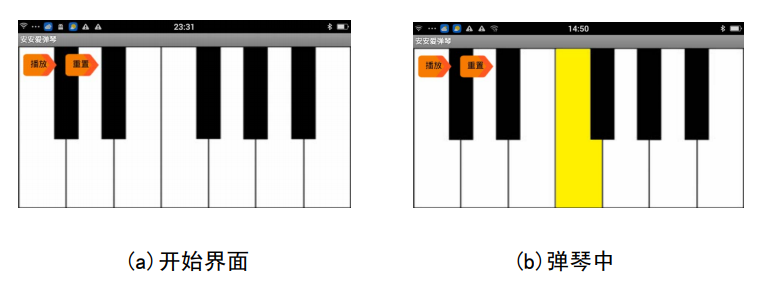 23:31
安安爱弹琴
播放 重置
14:50
安安爱弹琴
播放 重置
(a)开始界面
(b)弹琴中